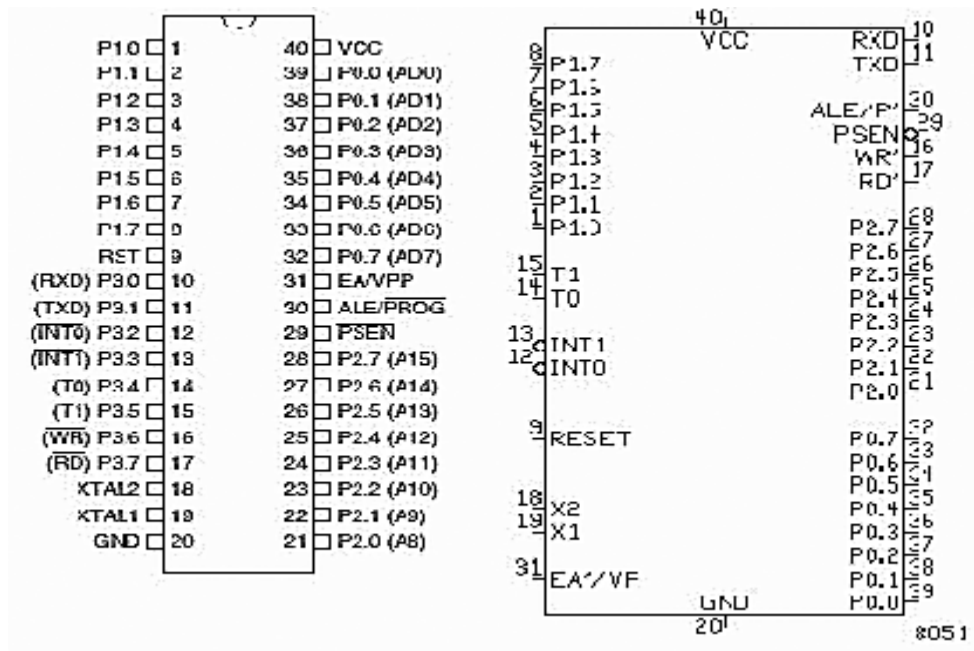 P1.0 1 40 VCC
P1.1 2 39 P0.0 (AD0)
P1.2 3 38 P0.1 (AD1)
P1.3 4 37 P0.2 (AD2)
P1.4 5 36 P0.3 (AD3)
P1.5 6 35 P0.4 (AD4)
P1.6 7 34 P0.5 (AD5)
P1.7 8 33 P0.6 (AD6)
RST 9 32 P0.7 (AD7)
(RXD) P3.0 10 31 EA/VPP
(TXD) P3.1 11 30 ALE/PROG
(INT0) P3.2 12 29 PSEN
(INT1) P3.3 13 28 P2.7 (A15)
(T0) P3.4 14 27 P2.6 (A14)
(T1) P3.5 15 26 P2.5 (A13)
(WR) P3.6 16 25 P2.4 (A12)
(RD) P3.7 17 24 P2.3 (A11)
XTAL2 18 23 P2.2 (A10)
XTAL1 19 22 P2.1 (A9)
GND 20 21 P2.0 (A8)
40
VCC
8 P1.7
7 P1.6
6 P1.5
5 P1.4
4 P1.3
3 P1.2
2 P1.1
1 P1.0
15 T1
14 T0
13 INT1
12 INT0
9 RESET
18 X2
19 X1
31 EA'/VP
RXD 10
TXD 11
ALE/P' 30
PSEN 29
WR' 16
RD' 17
P2.7 28
P2.6 27
P2.5 26
P2.4 25
P2.3 24
P2.2 23
P2.1 22
P2.0 21
P0.7 32
P0.6 33
P0.5 34
P0.4 35
P0.3 36
P0.2 37
P0.1 38
P0.0 39
GND
20
8051